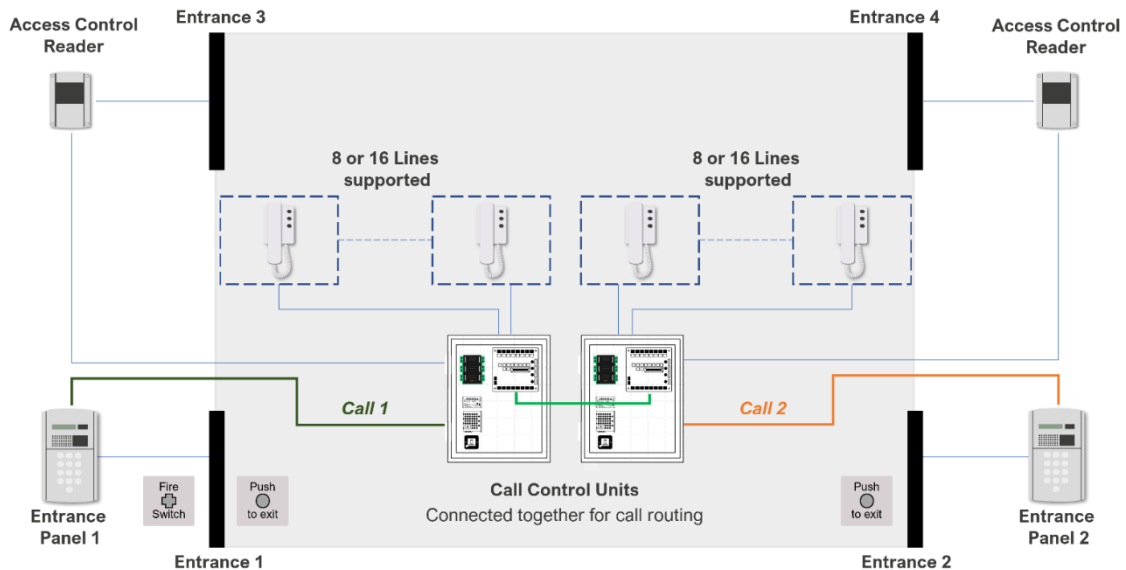 Entrance 3
Entrance 4
Access Control
Reader
Access Control
Reader
8 or 16 Lines
supported
8 or 16 Lines
supported
Call 1
Call 2
Fire
Switch
Push
to exit
Call Control Units
Connected together for call routing
Push
to exit
Entrance
Panel 1
Entrance
Panel 2
Entrance 1
Entrance 2